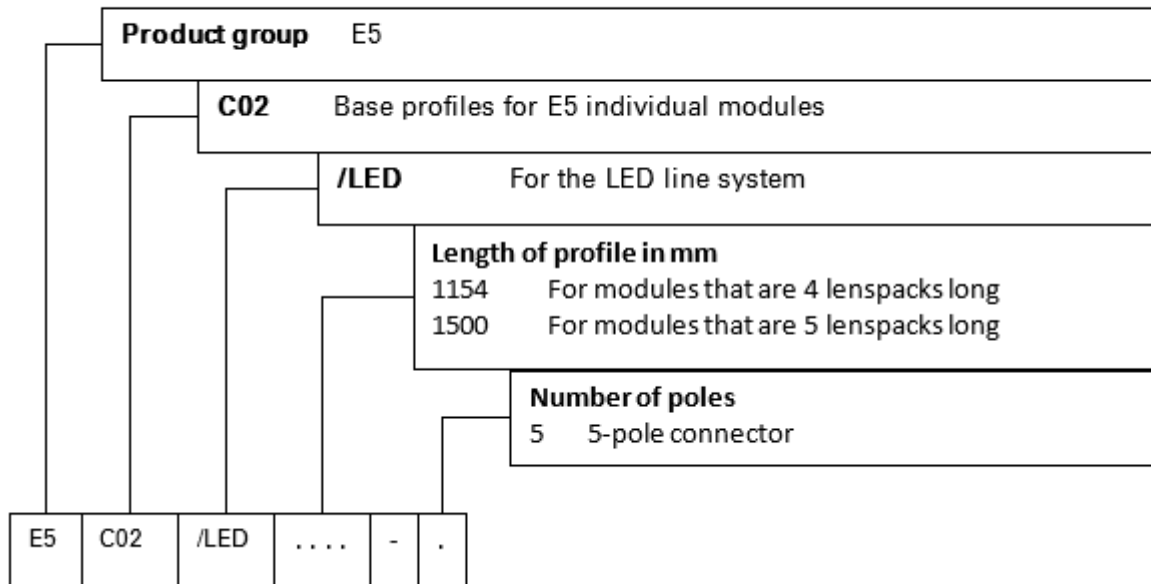 Product group E5
C02 Base profiles for E5 individual modules
/LED For the LED line system
Length of profile in mm
1154 For modules that are 4 lenspacks long
1500 For modules that are 5 lenspacks long
Number of poles
5 5-pole connector
E5 C02 /LED .... - .